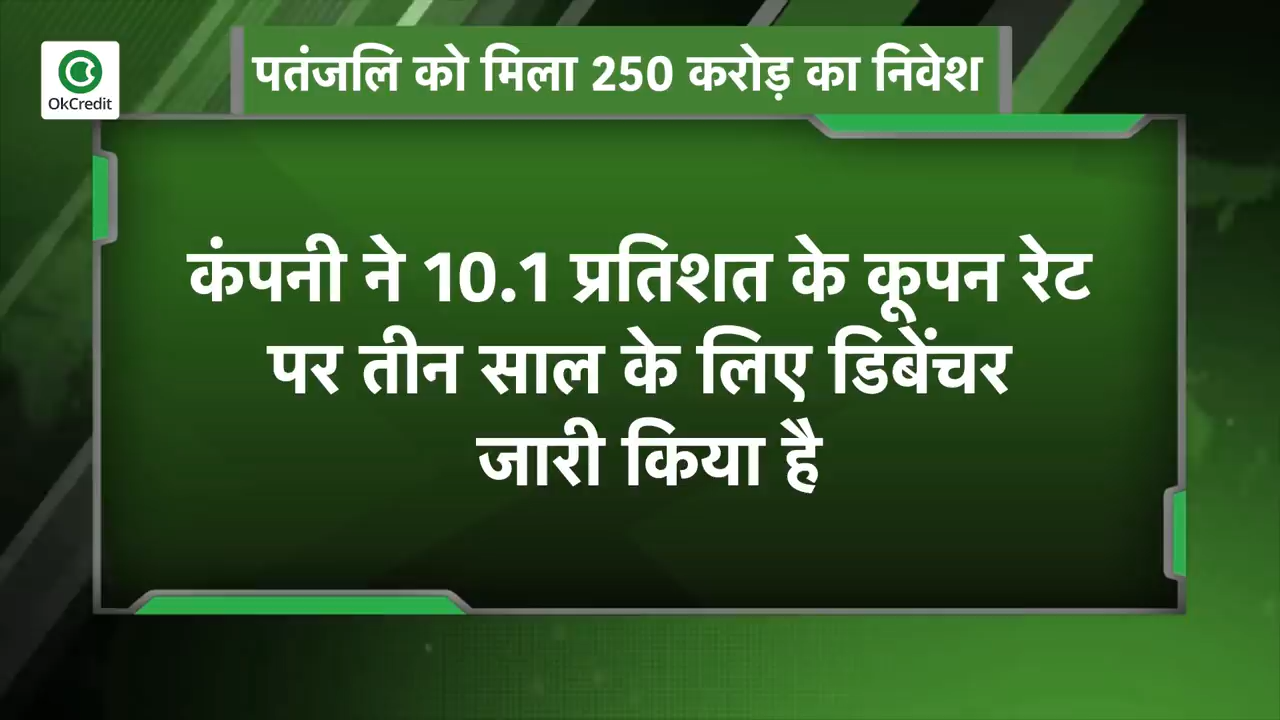 पतंजलि को मिला 250 करोड़ का निवेश
OkCredit
कंपनी ने 10.1 प्रतिशत के कूपन रेट
पर तीन साल के लिए डिबेंचर
जारी किया है